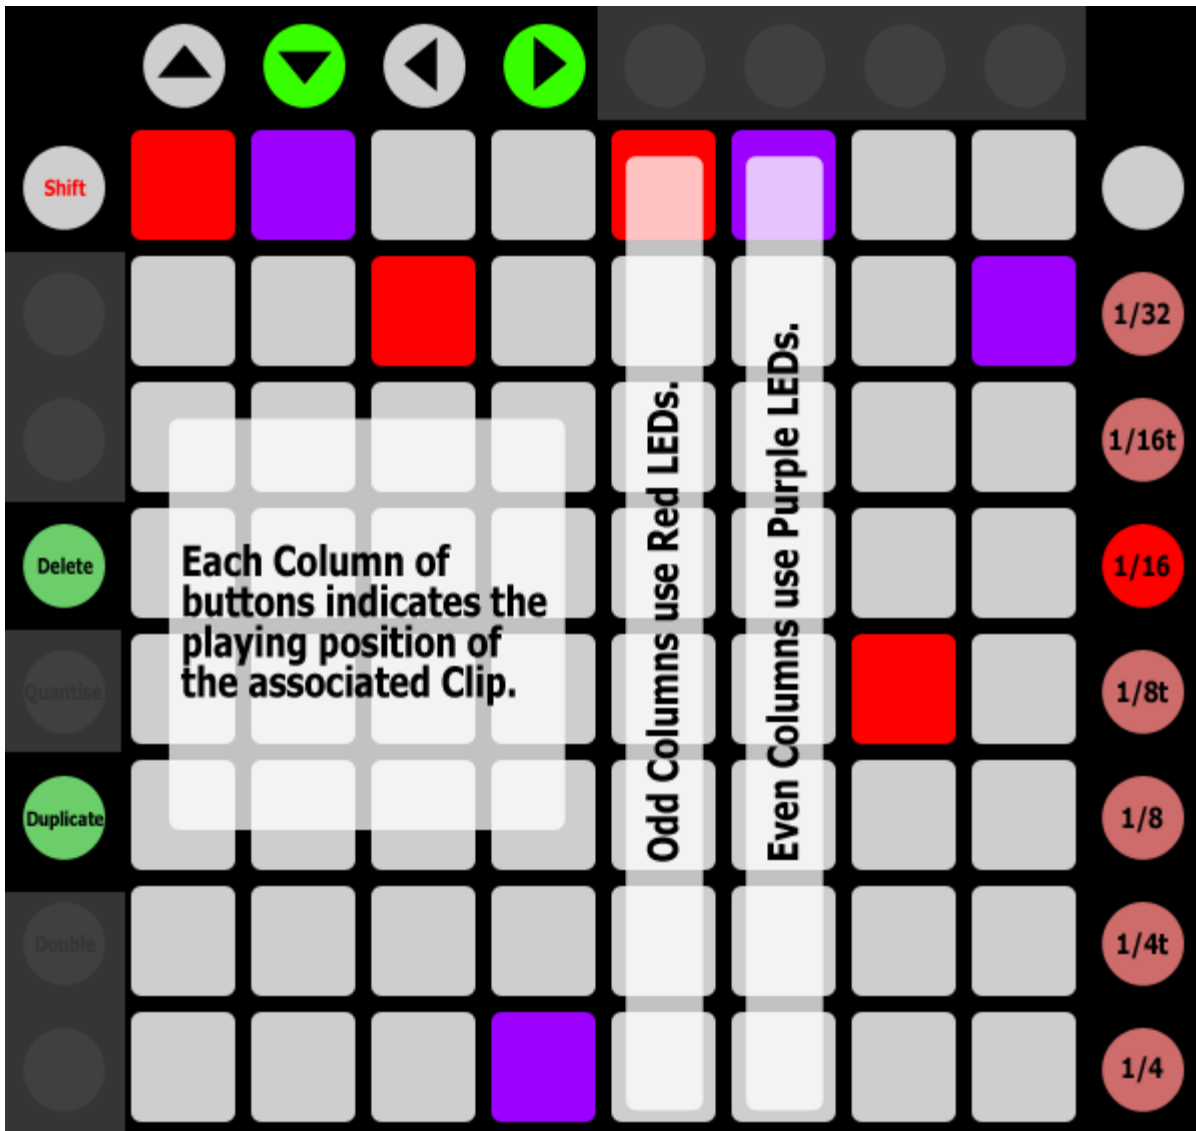 Shift
1/32
1/16t
Delete
1/16
Each Column of
buttons indicates the
playing position of
the associated Clip.
Odd Columns use Red LEDs.
Even Columns use Purple LEDs.
Quantise
1/8t
Duplicate
1/8
Double
1/4t
1/4